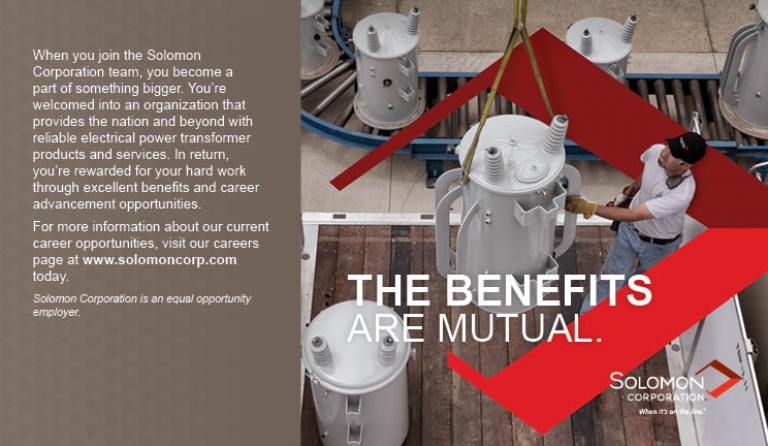 When you join the Solomon
Corporation team, you become a
part of something bigger. You're
welcomed into an organization that
provides the nation and beyond with
reliable electrical power transformer
products and services. In return,
you're rewarded for your hard work
through excellent benefits and career
advancement opportunities.
For more information about our current
career opportunities, visit our careers
page at www.solomoncorp.com
today.
Solomon Corporation is an equal opportunity
employer.
THE BENEFITS
ARE MUTUAL.
SOLOMON
CORPORATION
When it's on the line.®